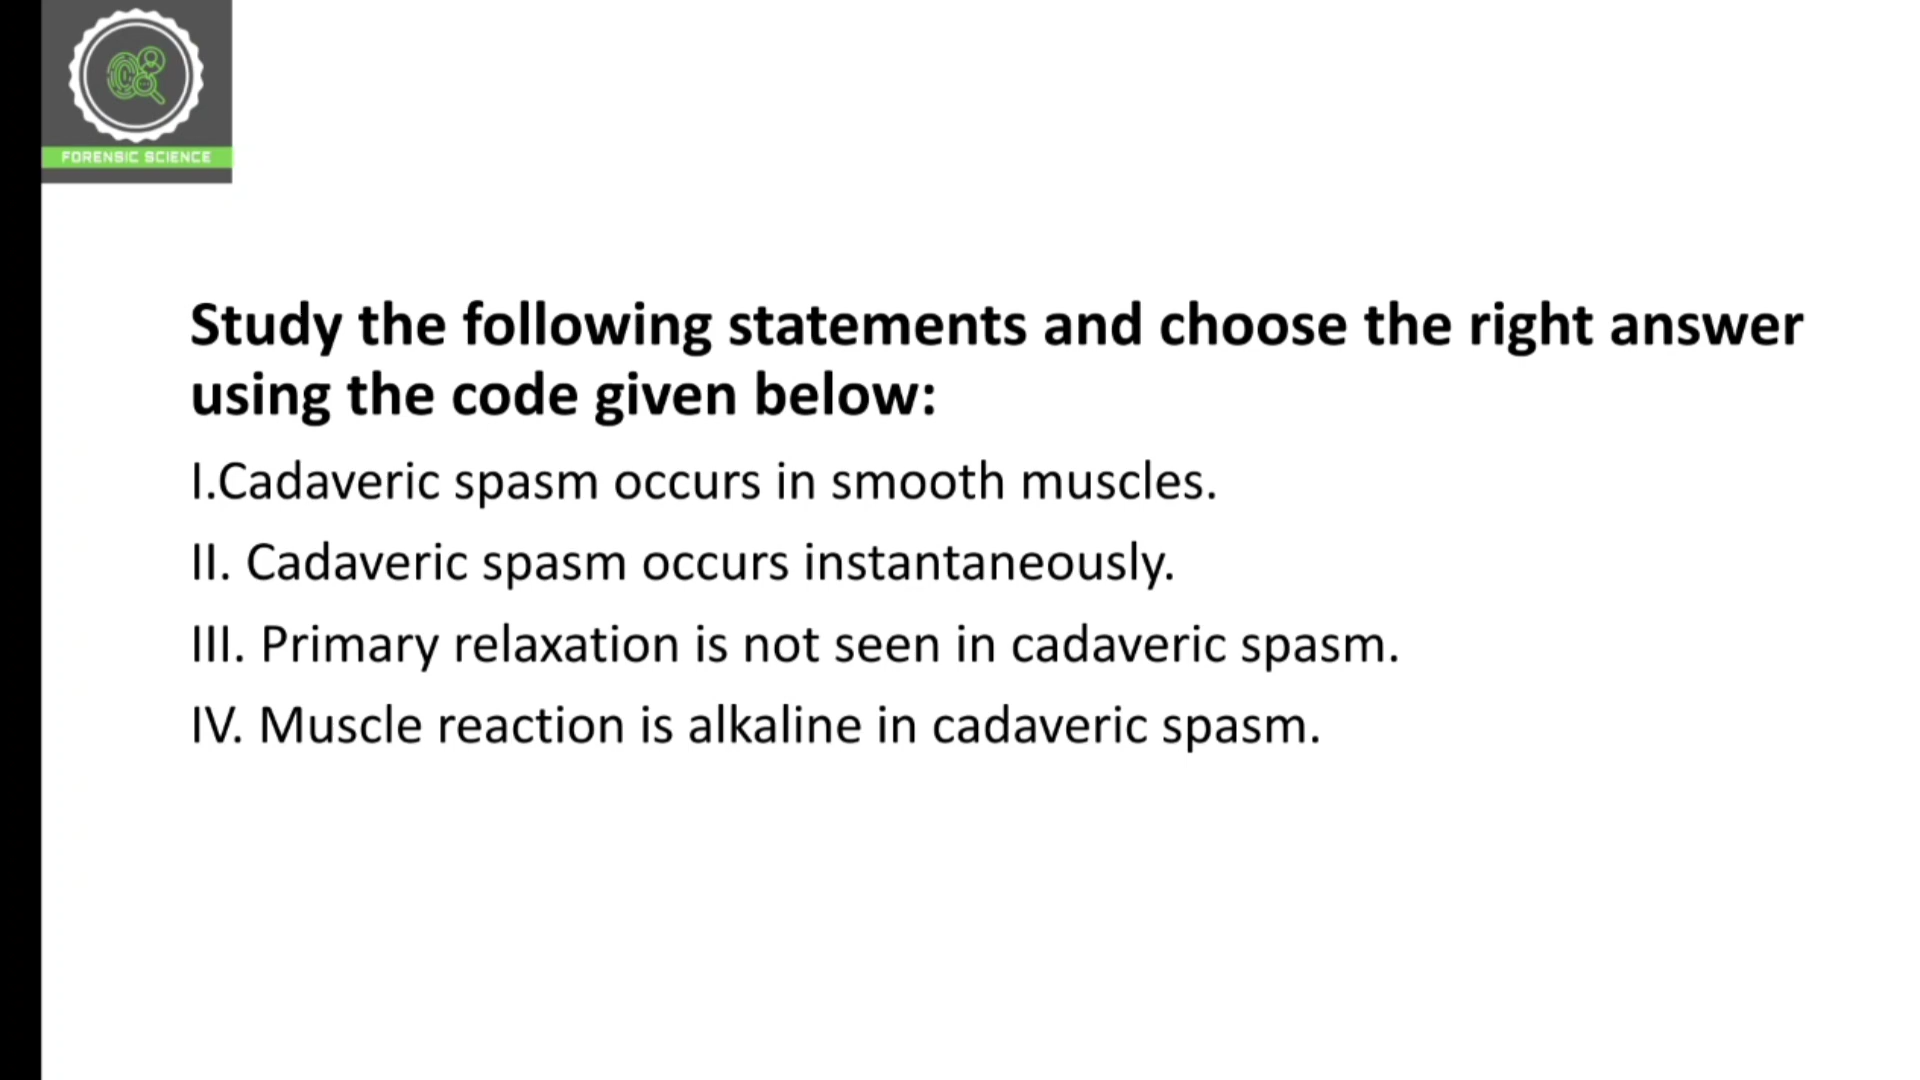 FORENSIC SCIENCE
Study the following statements and choose the right answer
using the code given below:
I.Cadaveric spasm occurs in smooth muscles.
II. Cadaveric spasm occurs instantaneously.
III. Primary relaxation is not seen in cadaveric spasm.
IV. Muscle reaction is alkaline in cadaveric spasm.